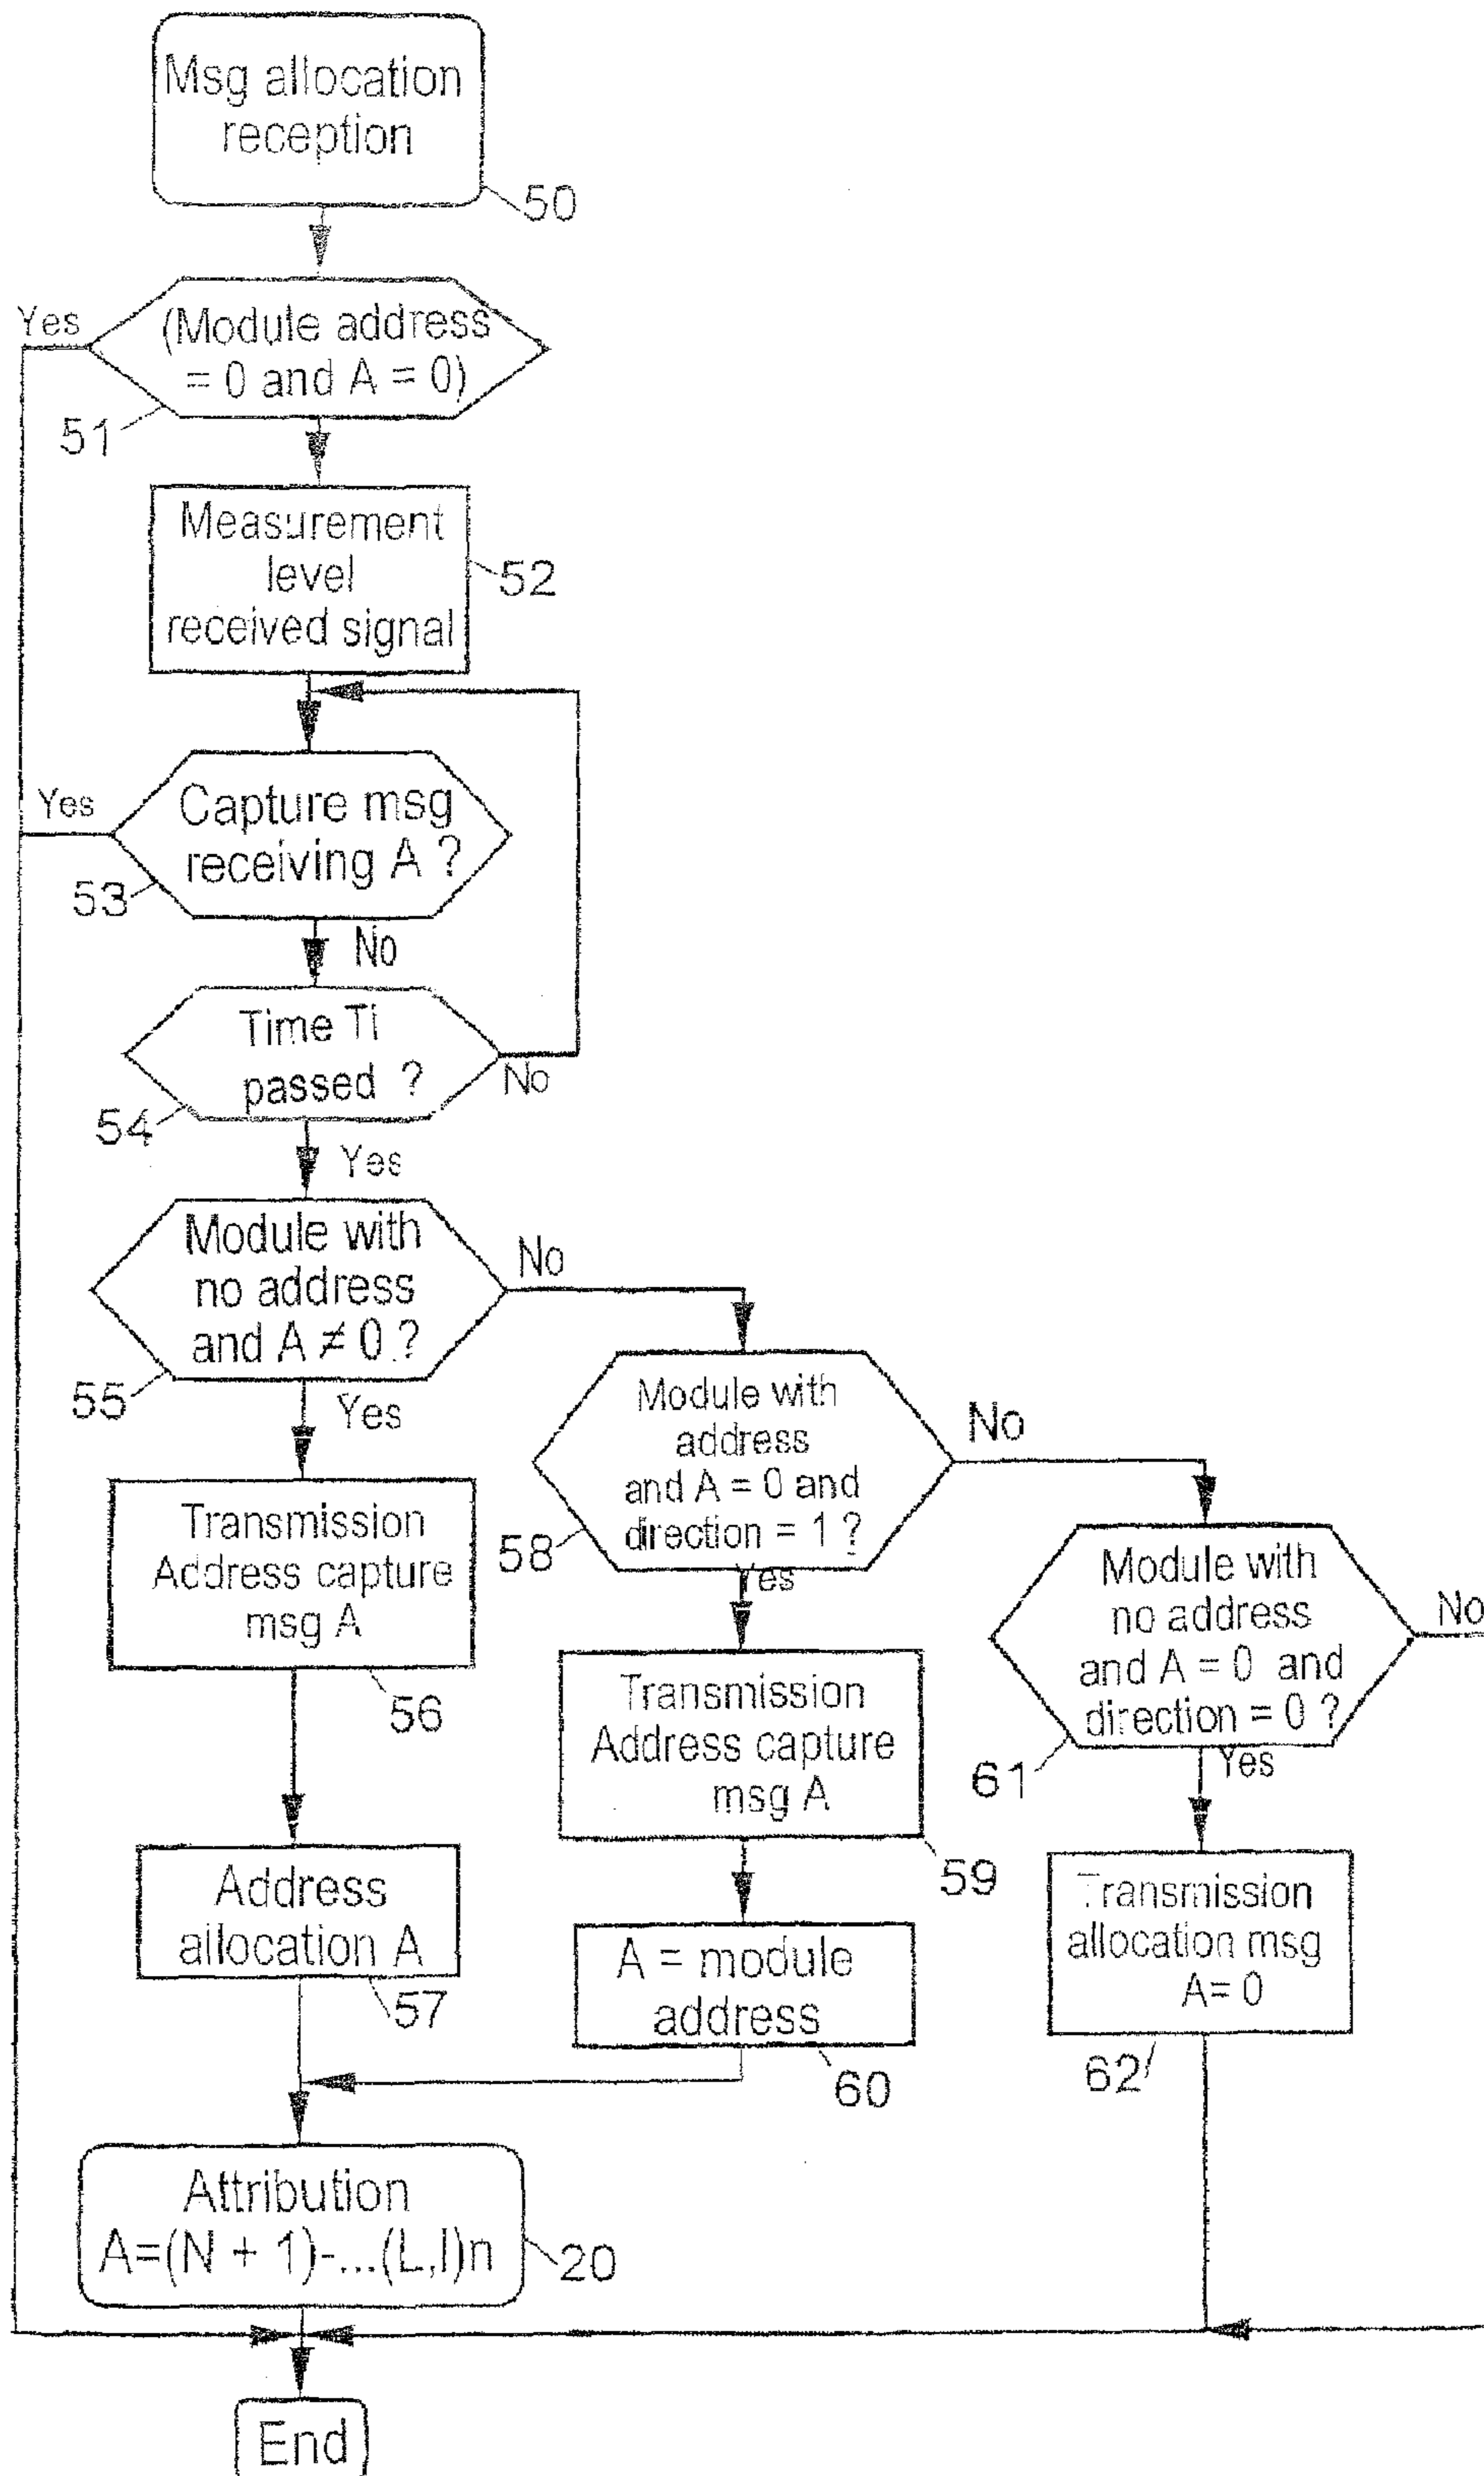 Msg allocation
reception
50
Yes
(Module address
= 0 and A = 0)
51
Measurement
level
received signal
52
Yes
Capture msg
receiving A ?
53
No
Time Ti
passed ?
No
54
Yes
Module with
no address
and A ≠ 0 ?
No
55
Yes
Module with
address
and A = 0 and
direction = 1 ?
No
58
Yes
Transmission
Address capture
msg A
56
Module with
no address
and A = 0 and
direction = 0 ?
No
61
Yes
Transmission
Address capture
msg A
59
Address
allocation A
57
A = module
address
60
Transmission
allocation msg
A= 0
62
Attribution
A=(N + 1)-...(L,I)n
20
End